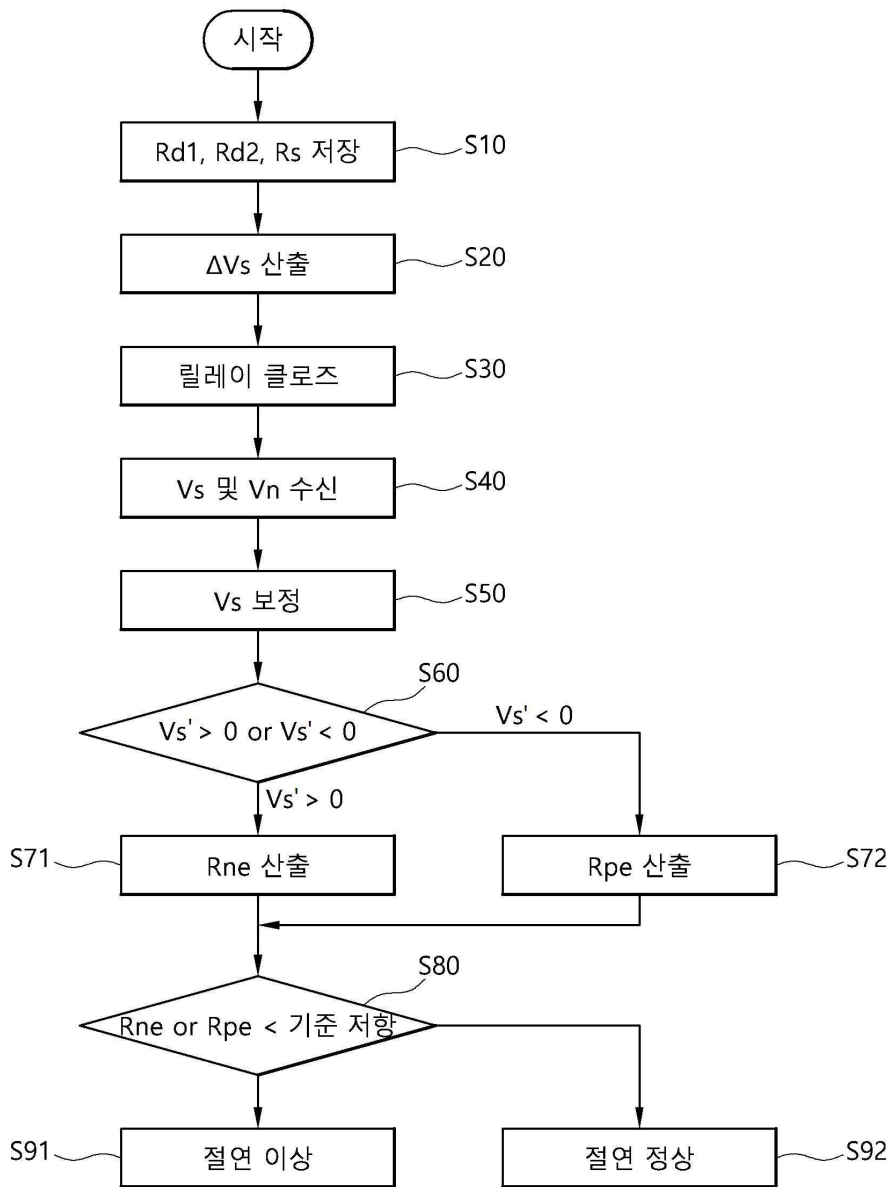 시작
Rd1, Rd2, Rs 저장
S10
ΔVs 산출
S20
릴레이 클로즈
S30
Vs 및 Vn 수신
S40
Vs 보정
S50
S60
Vs' > 0 or Vs' < 0
Vs' < 0
Vs' > 0
S71
Rne 산출
Rpe 산출
S72
S80
Rne or Rpe < 기준 저항
S91
절연 이상
절연 정상
S92